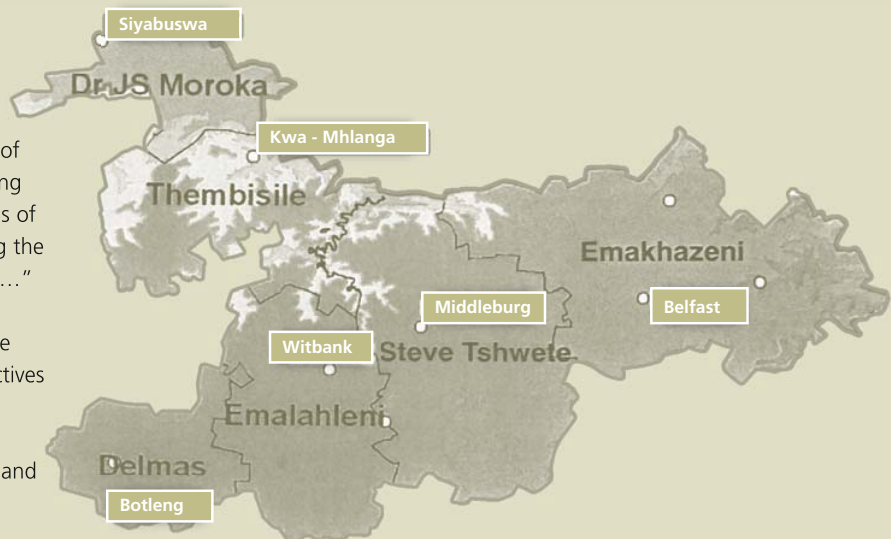 of
ng
s of
g the
…”
e
ctives
and
Siyabuswa
Dr JS Moroka
Kwa - Mhlanga
Thembisile
Emakhazeni
Middleburg
Belfast
Witbank
Steve Tshwete
Emalahleni
Delmas
Botleng